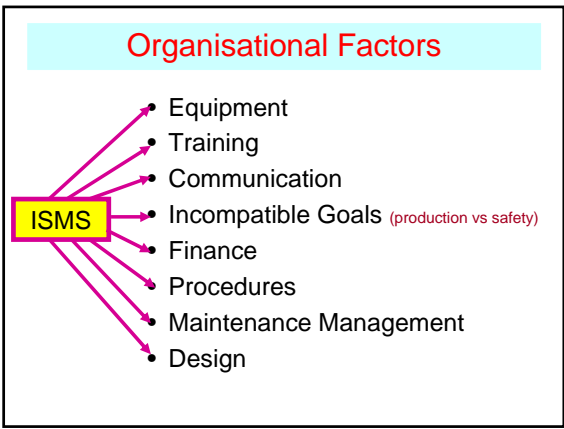 Organisational Factors
• Equipment
• Training
• Communication
ISMS
• Incompatible Goals (production vs safety)
• Finance
• Procedures
• Maintenance Management
• Design